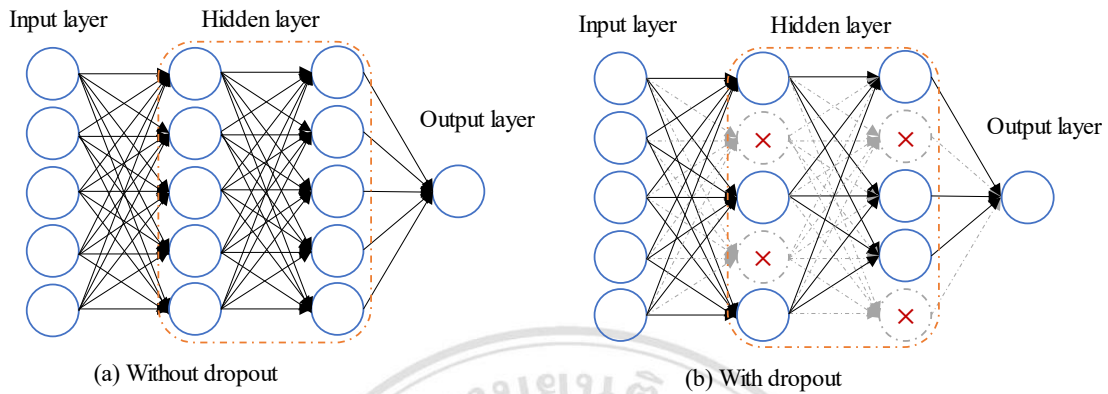 Input layer
Hidden layer
Output layer
(a) Without dropout
Input layer
Hidden layer
Output layer
(b) With dropout